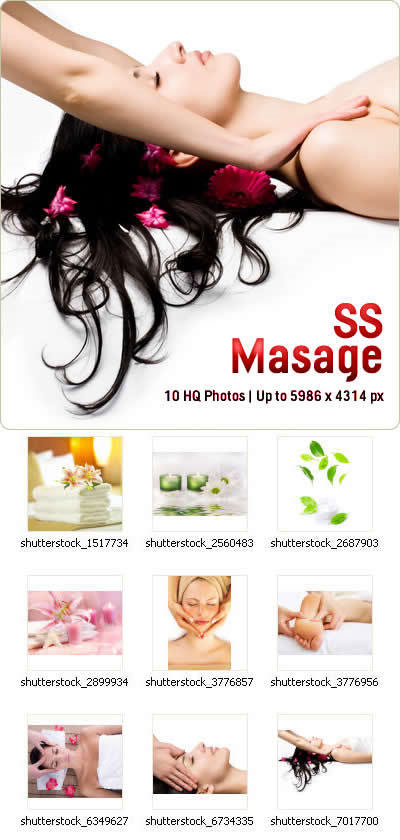 SS
Masage
10 HQ Photos | Up to 5986 x 4314 px
shutterstock_1517734
shutterstock_2560483
shutterstock_2687903
shutterstock_2899934
shutterstock_3776857
shutterstock_3776956
shutterstock_6349627
shutterstock_6734335
shutterstock_7017700